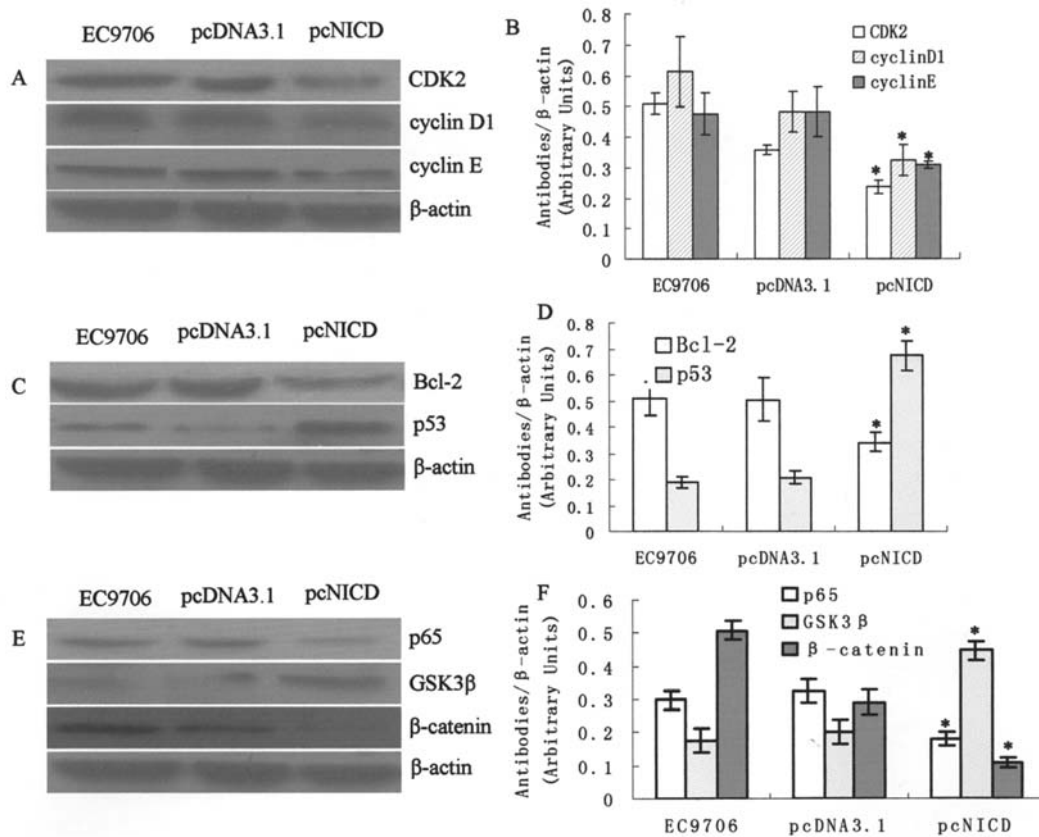 A
EC9706 pcDNA3.1 pcNICD
CDK2
cyclin D1
cyclin E
β-actin
B
Antibodies/β-actin
(Arbitrary Units)
0.8
0.7
0.6
0.5
0.4
0.3
0.2
0.1
0
CDK2
cyclinD1
cyclinE
* * *
EC9706 pcDNA3.1 pcNICD
C
EC9706 pcDNA3.1 pcNICD
Bcl-2
p53
β-actin
D
Antibodies/β-actin
(Arbitrary Units)
0.8
0.7
0.6
0.5
0.4
0.3
0.2
0.1
0
Bcl-2
p53
* *
EC9706 pcDNA3.1 pcNICD
E
EC9706 pcDNA3.1 pcNICD
p65
GSK3β
β-catenin
β-actin
F
Antibodies/β-actin
(Arbitrary Units)
0.6
0.5
0.4
0.3
0.2
0.1
0
p65
GSK3β
β-catenin
* * *
EC9706 pcDNA3.1 pcNICD